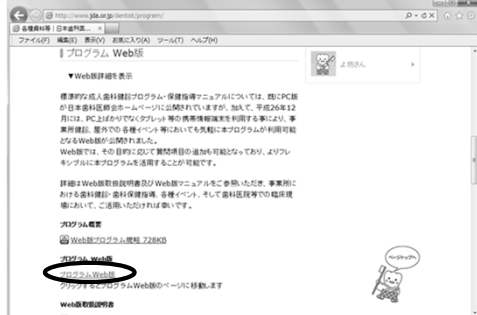 http://www.jda.or.jp/dentist/program/
各種資料等 | 日本歯科医...
ファイル(F) 編集(E) 表示(V) お気に入り(A) ツール(T) ヘルプ(H)
プログラム Web版
よ坊さん
▼Web版詳細を表示
標準的な成人歯科健診プログラム・保健指導マニュアルについては、既にPC版
が日本歯科医師会ホームページに公開されていますが、加えて、平成26年12
月には、PC上ばかりでなくタブレット等の携帯情報端末を利用する事により、事
業所健診、屋外での各種イベント等においても気軽に本プログラムが利用可能
となるWeb版が公開されました。
Web版では、その目的に応じて質問項目の追加も可能となっており、よりフレ
キシブルに本プログラムを活用することが可能です。
詳細はWeb版取扱説明書及びWeb版マニュアルをご参照いただき、事業所に
おける歯科健診・歯科保健指導、各種イベント、そして歯科医院等での臨床現
場において、ご活用いただければ幸いです。
プログラム概要
Web版プログラム概略 728KB
ページトップへ
プログラム Web版
プログラムWeb版
クリックするとプログラムWeb版のページに移動します
Web版取扱説明書